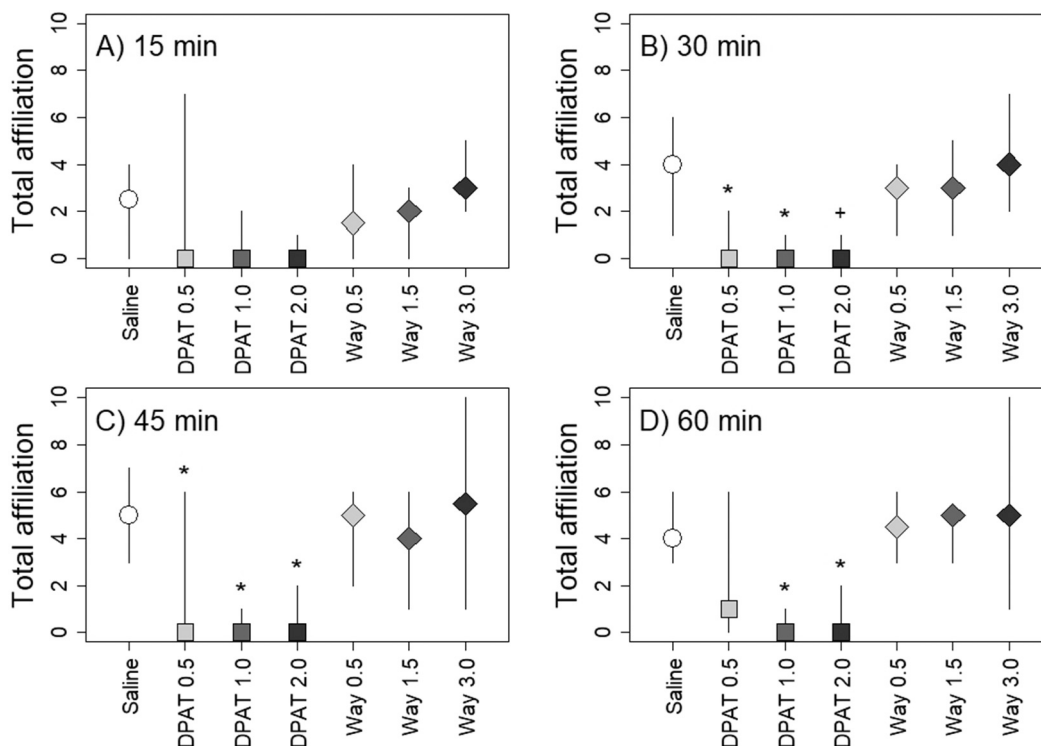 A) 15 min
Total affiliation
10
8
6
4
2
0
Saline
DPAT 0.5
DPAT 1.0
DPAT 2.0
Way 0.5
Way 1.5
Way 3.0
B) 30 min
Total affiliation
10
8
6
4
2
0
*
*
+
Saline
DPAT 0.5
DPAT 1.0
DPAT 2.0
Way 0.5
Way 1.5
Way 3.0
C) 45 min
Total affiliation
10
8
6
4
2
0
*
*
*
Saline
DPAT 0.5
DPAT 1.0
DPAT 2.0
Way 0.5
Way 1.5
Way 3.0
D) 60 min
Total affiliation
10
8
6
4
2
0
*
*
Saline
DPAT 0.5
DPAT 1.0
DPAT 2.0
Way 0.5
Way 1.5
Way 3.0